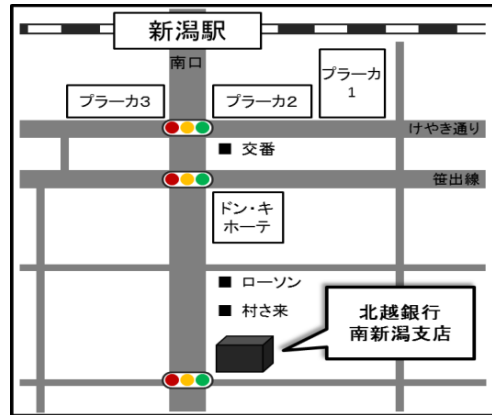 新潟駅
南口
プラーカ3
プラーカ2
プラーカ
1
けやき通り
■ 交番
笹出線
ドン・キ
ホーテ
■ ローソン
■ 村さ来
北越銀行
南新潟支店